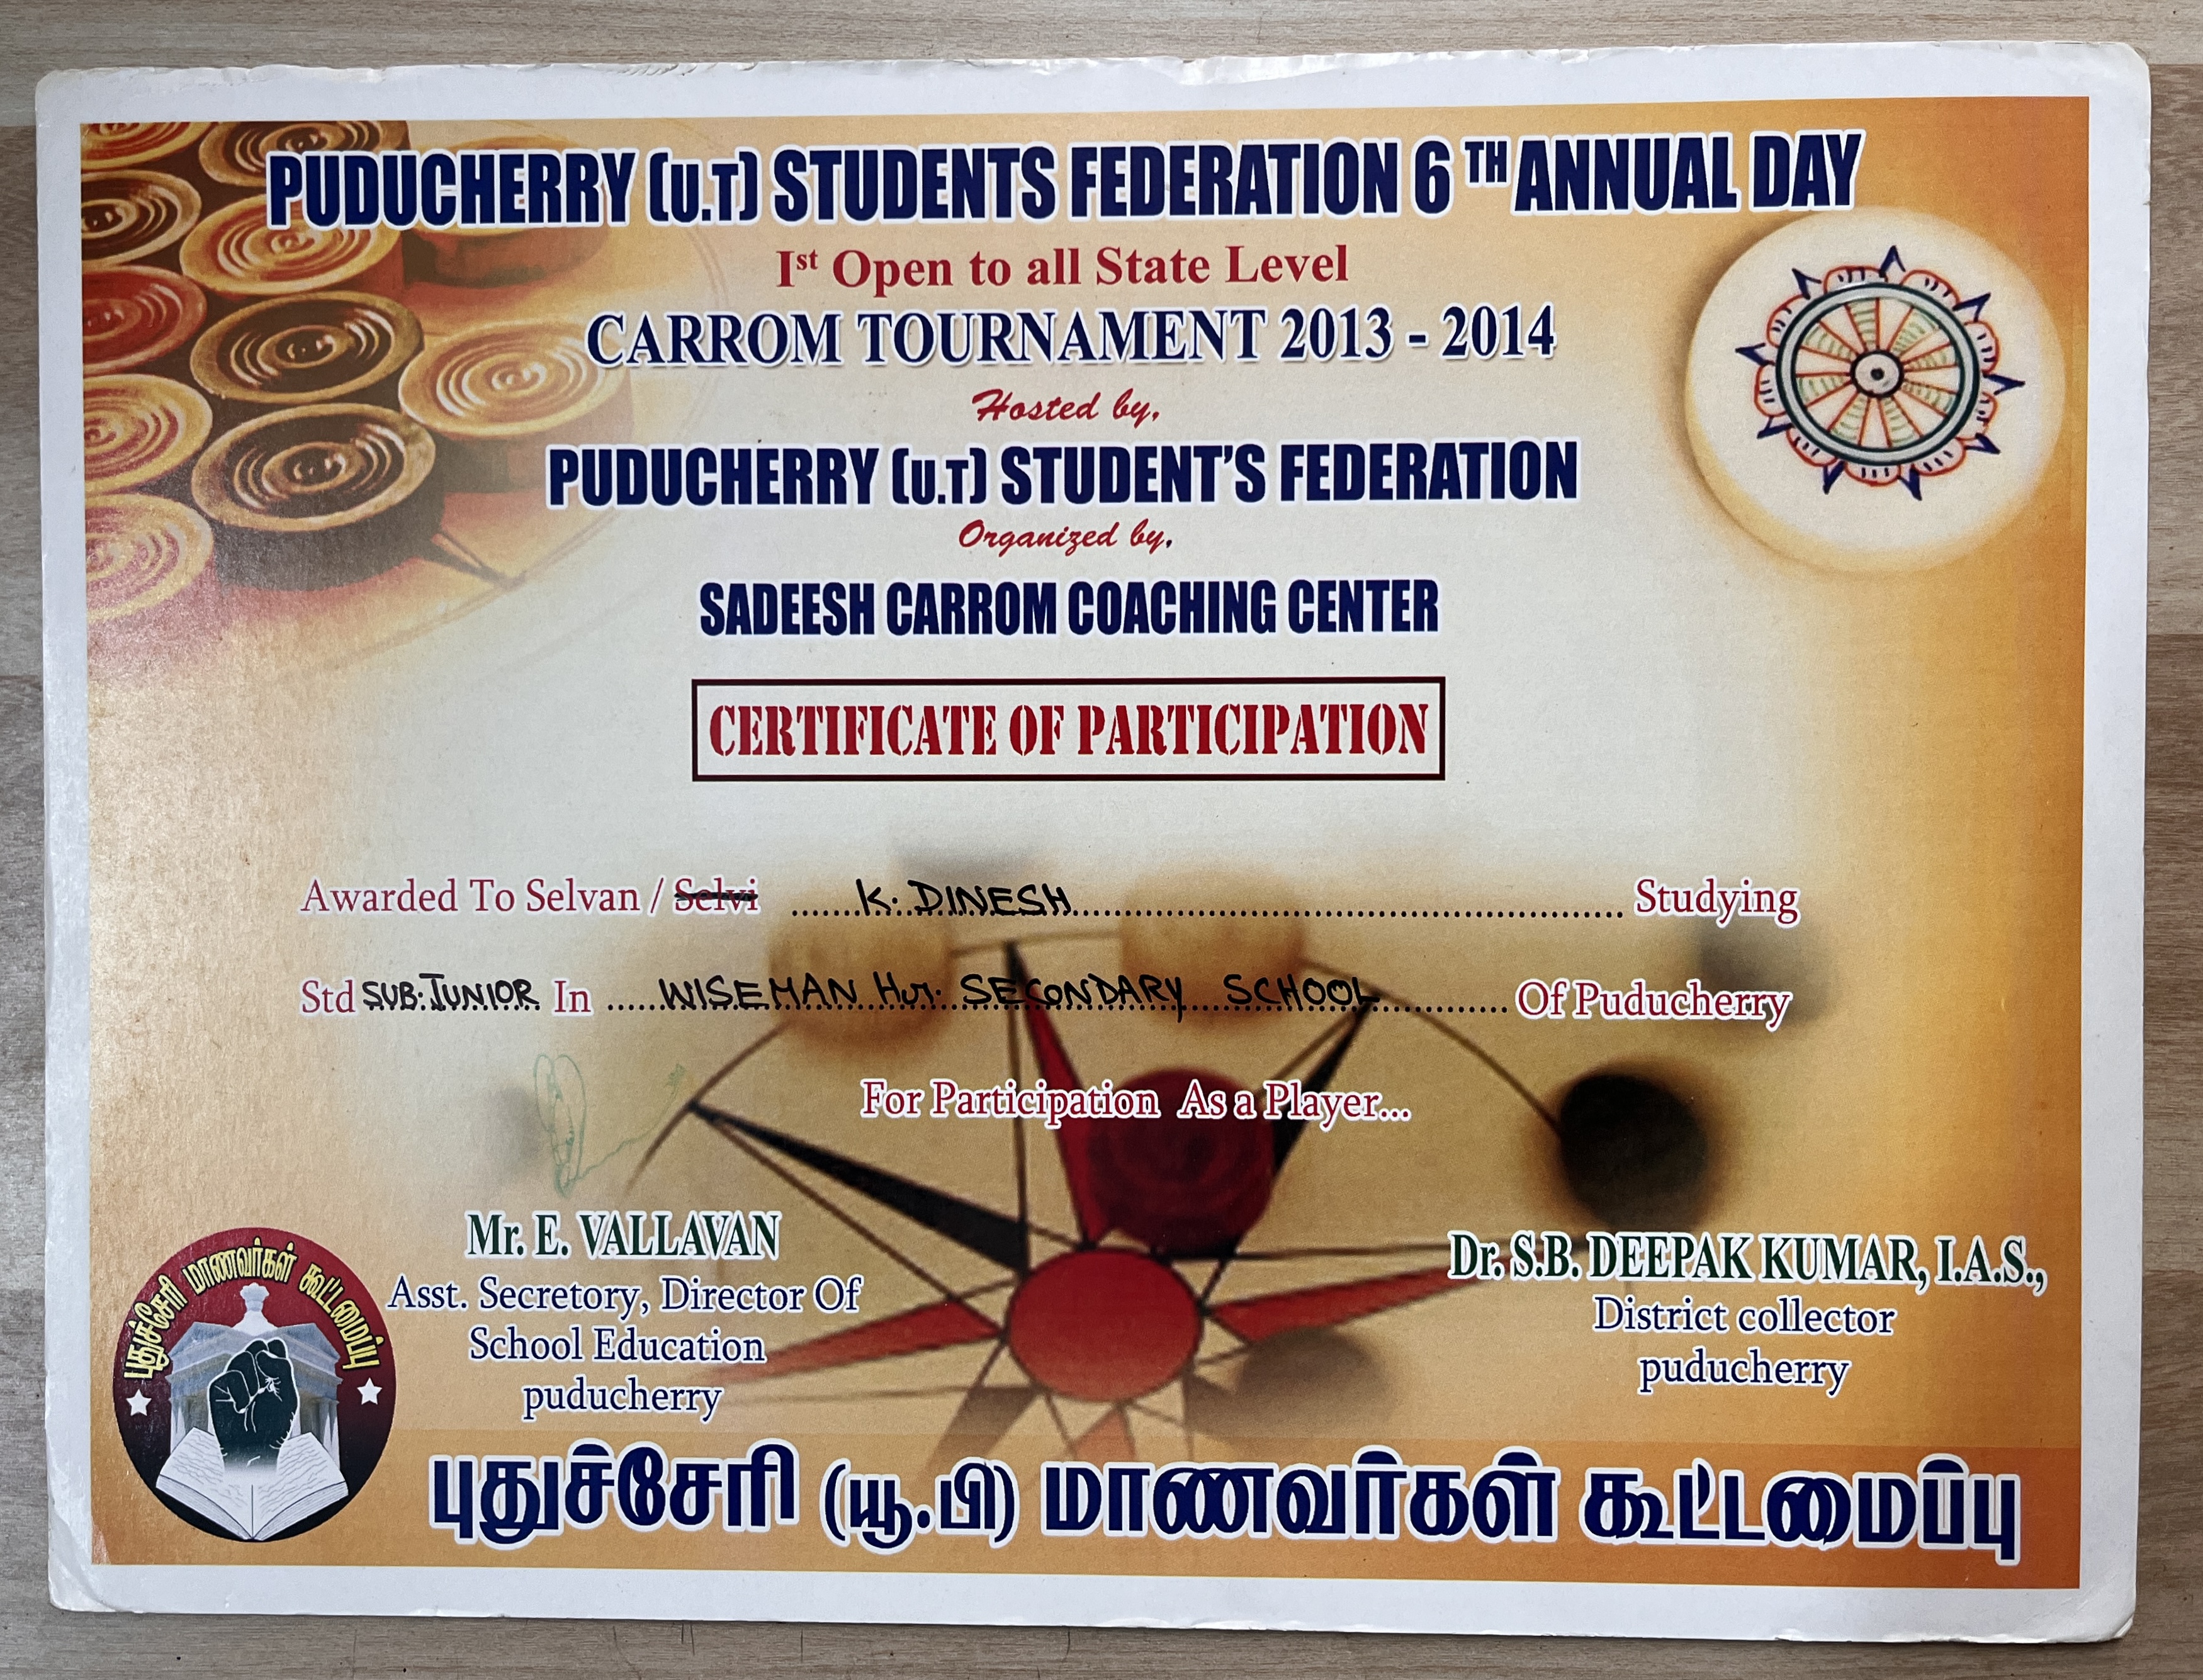 PUDUCHERRY (U.T) STUDENTS FEDERATION 6 TH ANNUAL DAY
Ist Open to all State Level
CARROM TOURNAMENT 2013 - 2014
Hosted by,
PUDUCHERRY (U.T) STUDENT'S FEDERATION
Organized by,
SADEESH CARROM COACHING CENTER
CERTIFICATE OF PARTICIPATION
Awarded To Selvan / Selvi ......K. DINESH...... Studying
Std SUB-JUNIOR In ......WISEMAN Hr. SECONDARY SCHOOL...... Of Puducherry
For Participation As a Player...
Mr. E. VALLAVAN
Asst. Secretory, Director Of
School Education
puducherry
Dr. S.B. DEEPAK KUMAR, I.A.S.,
District collector
puducherry
புதுச்சேரி மாணவர்கள் கூட்டமைப்பு
புதுச்சேரி (யூ.பி) மாணவர்கள் கூட்டமைப்பு